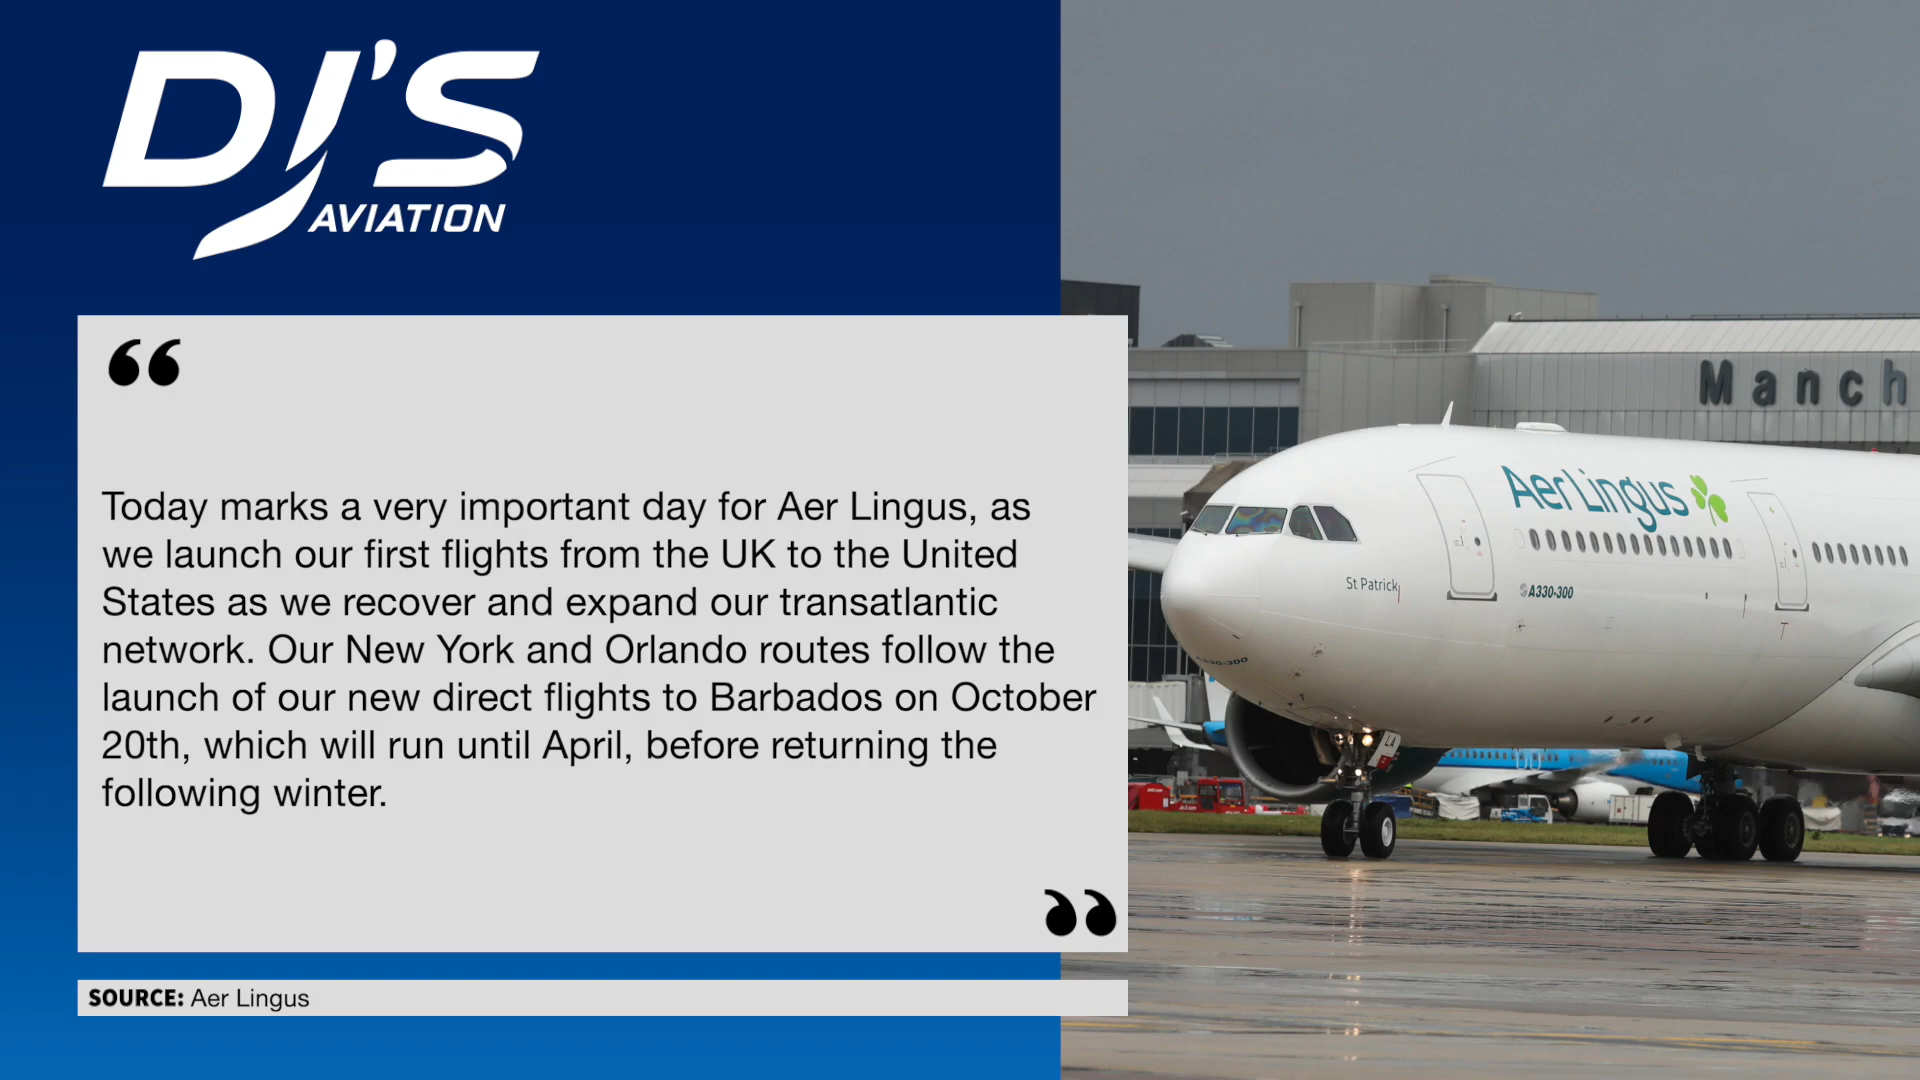 DJ'S
AVIATION
“
Today marks a very important day for Aer Lingus, as
we launch our first flights from the UK to the United
States as we recover and expand our transatlantic
network. Our New York and Orlando routes follow the
launch of our new direct flights to Barbados on October
20th, which will run until April, before returning the
following winter.
”
SOURCE: Aer Lingus
Manch
Aer Lingus
St Patrick
A330-300
A330-300
LA